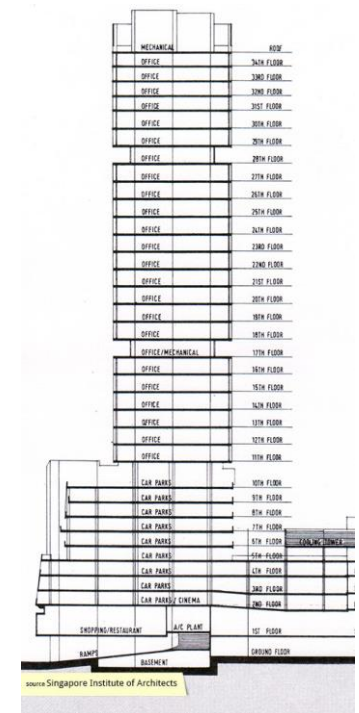 MECHANICAL ROOF
OFFICE 34TH FLOOR
OFFICE 33RD FLOOR
OFFICE 32ND FLOOR
OFFICE 31ST FLOOR
OFFICE 30TH FLOOR
OFFICE 29TH FLOOR
OFFICE 28TH FLOOR
OFFICE 27TH FLOOR
OFFICE 26TH FLOOR
OFFICE 25TH FLOOR
OFFICE 24TH FLOOR
OFFICE 23RD FLOOR
OFFICE 22ND FLOOR
OFFICE 21ST FLOOR
OFFICE 20TH FLOOR
OFFICE 19TH FLOOR
OFFICE 18TH FLOOR
OFFICE/MECHANICAL 17TH FLOOR
OFFICE 16TH FLOOR
OFFICE 15TH FLOOR
OFFICE 14TH FLOOR
OFFICE 13TH FLOOR
OFFICE 12TH FLOOR
OFFICE 11TH FLOOR
CAR PARKS 10TH FLOOR
CAR PARKS 9TH FLOOR
CAR PARKS 8TH FLOOR
CAR PARKS 7TH FLOOR
CAR PARKS 6TH FLOOR COOLING TOWER
CAR PARKS 5TH FLOOR
CAR PARKS 4TH FLOOR
CAR PARKS 3RD FLOOR
CAR PARKS / CINEMA 2ND FLOOR
SHOPPING/RESTAURANT A/C PLANT 1ST FLOOR
RAMPS GROUND FLOOR
BASEMENT
source Singapore Institute of Architects